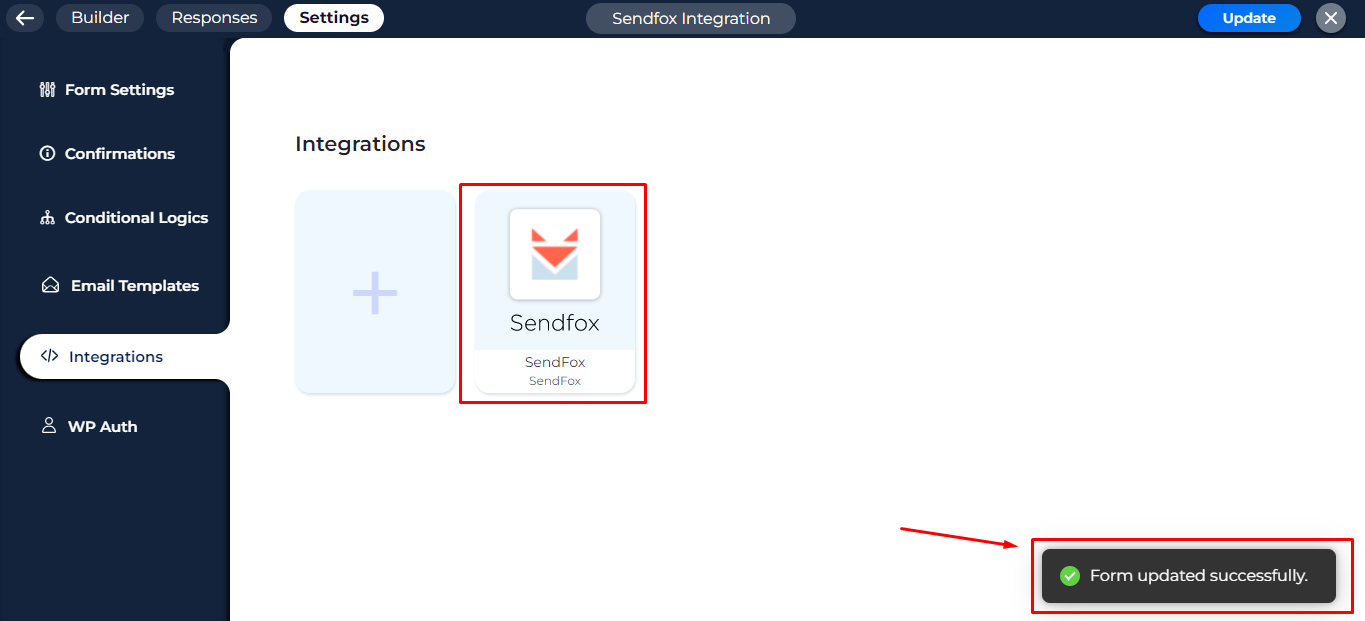 Builder
Responses
Settings
Sendfox Integration
Update
Form Settings
Confirmations
Conditional Logics
Email Templates
Integrations
WP Auth
Integrations
Sendfox
SendFox
SendFox
Form updated successfully.